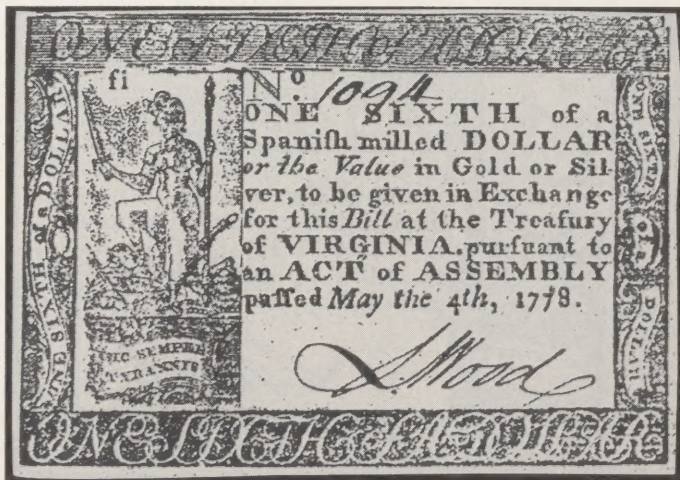 ONE SIXTH OF A DOLLAR
fi
No. 1094
ONE SIXTH of a
Spaniſh milled DOLLAR
or the Value in Gold or Sil-
ver, to be given in Exchange
for this Bill at the Treaſury
of VIRGINIA. purſuant to
an ACT of ASSEMBLY
paſſed May the 4th, 1778.
S. Wood
ONE SIXTH of a DOLLAR
SIC SEMPER
TYRANNIS
ONE SIXTH
of a
DOLLAR
ONE SIXTH OF A DOLLAR